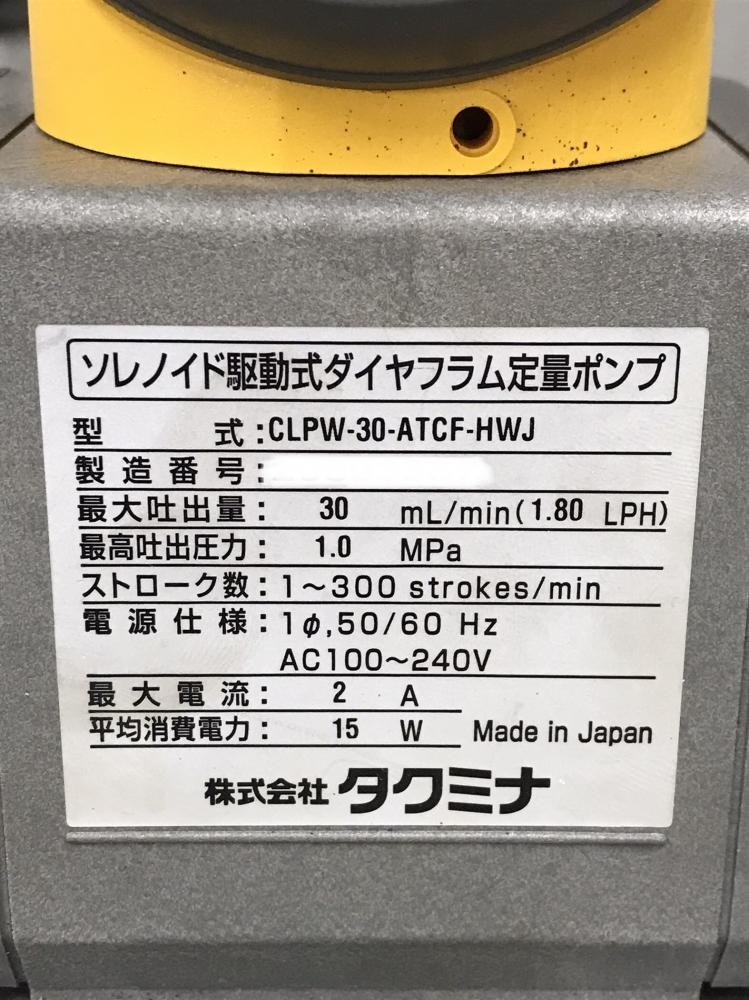 ソレノイド駆動式ダイヤフラム定量ポンプ
型式:CLPW-30-ATCF-HWJ
製造番号:
最大吐出量: 30 mL/min(1.80 LPH)
最高吐出圧力: 1.0 MPa
ストローク数:1～300 strokes/min
電源仕様:1φ,50/60 Hz
AC100～240V
最大電流: 2 A
平均消費電力: 15 W Made in Japan
株式会社タクミナ